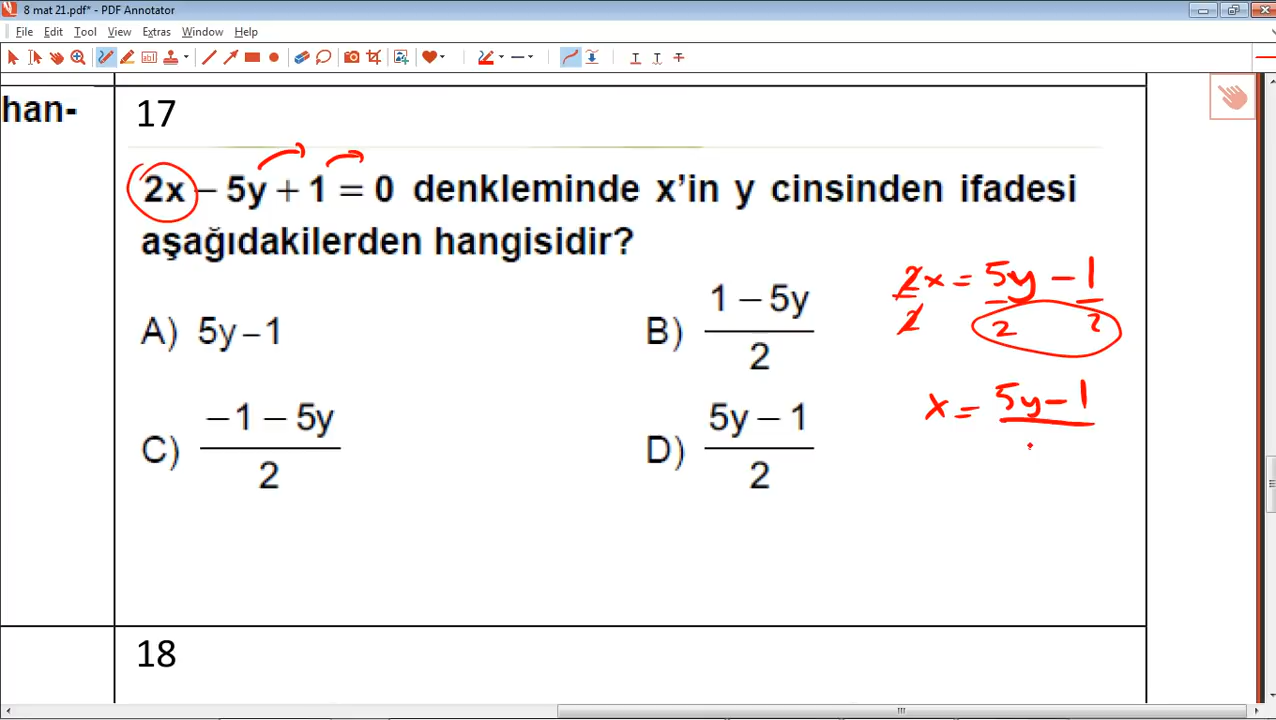 8 mat 21.pdf* - PDF Annotator
File Edit Tool View Extras Window Help
han-
17
2x – 5y + 1 = 0 denkleminde x'in y cinsinden ifadesi
aşağıdakilerden hangisidir?
2x = 5y – 1
2 2 2
A) 5y – 1
B) 1 – 5y
2
x = 5y – 1
C) –1 – 5y
2
D) 5y – 1
2
18